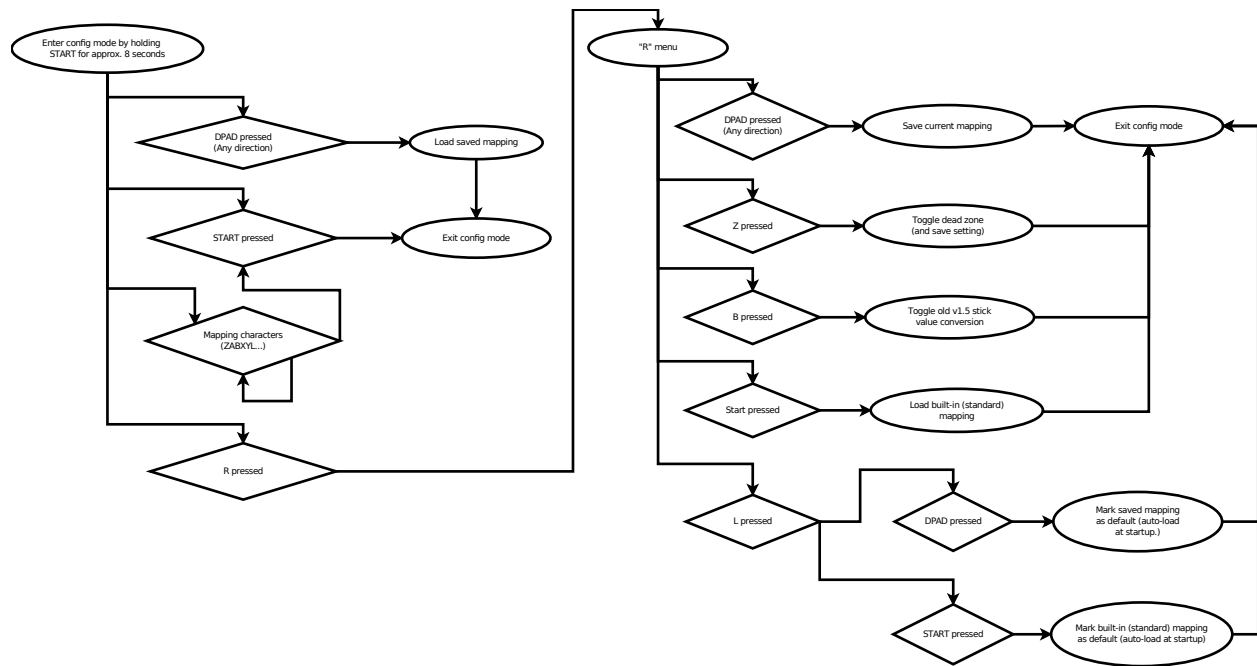 Enter config mode by holding
START for approx. 8 seconds
DPAD pressed
(Any direction)
Load saved mapping
START pressed
Exit config mode
Mapping characters
(ZABXYL...)
R pressed
"R" menu
DPAD pressed
(Any direction)
Save current mapping
Exit config mode
Z pressed
Toggle dead zone
(and save setting)
B pressed
Toggle old v1.5 stick
value conversion
Start pressed
Load built-in (standard)
mapping
L pressed
DPAD pressed
Mark saved mapping
as default (auto-load
at startup.)
START pressed
Mark built-in (standard) mapping
as default (auto-load at startup)